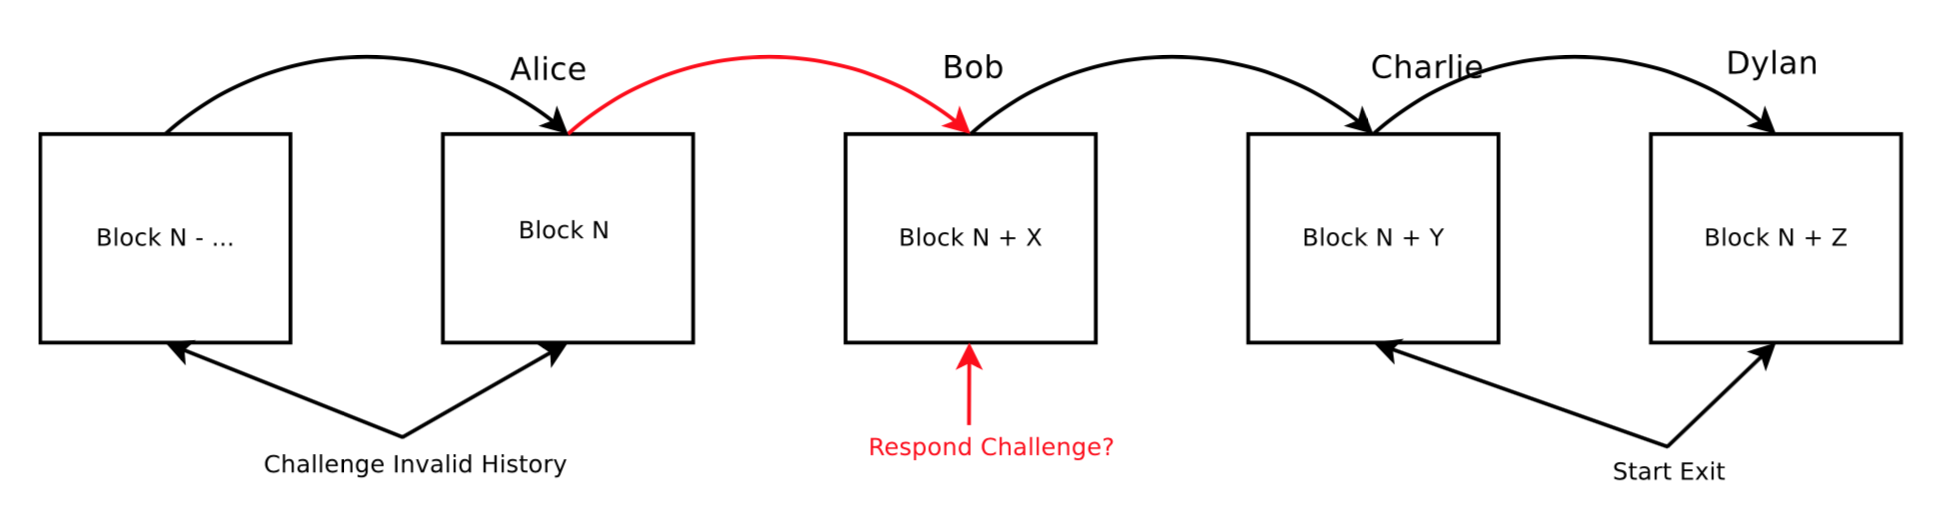 Alice
Bob
Charlie
Dylan
Block N - ...
Block N
Block N + X
Block N + Y
Block N + Z
Respond Challenge?
Challenge Invalid History
Start Exit